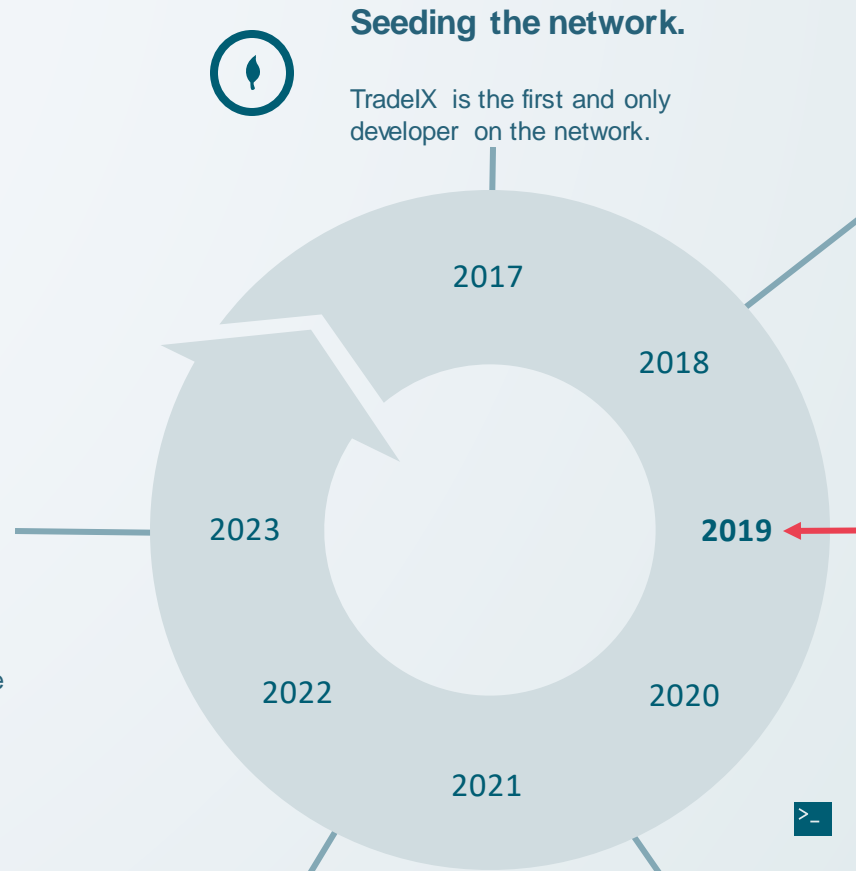 Seeding the network.
TradeIX is the first and only
developer on the network.
2017
2018
2019
2020
2021
2022
2023
e
>_